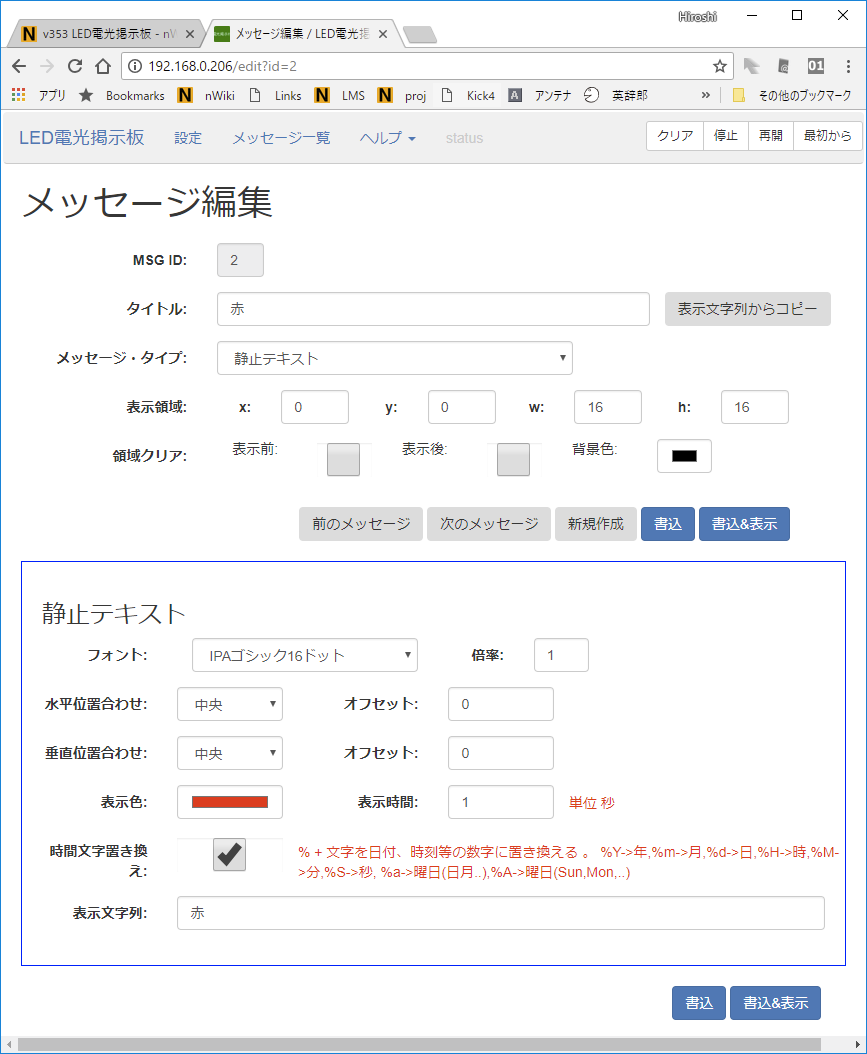 Hiroshi
v353 LED電光掲示板 - nW
メッセージ編集 / LED電光掲
192.168.0.206/edit?id=2
アプリ Bookmarks nWiki Links LMS proj Kick4 アンテナ 英辞郎 » その他のブックマーク
LED電光掲示板 設定 メッセージ一覧 ヘルプ status クリア 停止 再開 最初から
メッセージ編集
MSG ID: 2
タイトル: 赤 表示文字列からコピー
メッセージ・タイプ: 静止テキスト
表示領域: x: 0 y: 0 w: 16 h: 16
領域クリア: 表示前: 表示後: 背景色:
前のメッセージ 次のメッセージ 新規作成 書込 書込&表示
静止テキスト
フォント: IPAゴシック16ドット 倍率: 1
水平位置合わせ: 中央 オフセット: 0
垂直位置合わせ: 中央 オフセット: 0
表示色: 表示時間: 1 単位 秒
時間文字置き換
え:
% + 文字を日付、時刻等の数字に置き換える 。 %Y->年,%m->月,%d->日,%H->時,%M-
>分,%S->秒, %a->曜日(日月..),%A->曜日(Sun,Mon,..)
表示文字列: 赤
書込 書込&表示